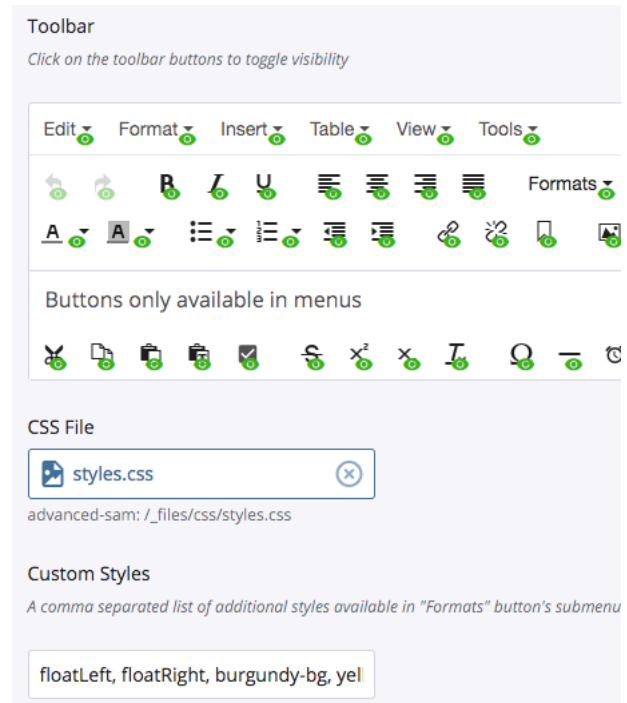 Toolbar
Click on the toolbar buttons to toggle visibility
Edit Format Insert Table View Tools
B I U Formats
A A
Buttons only available in menus
CSS File
styles.css
advanced-sam: /_files/css/styles.css
Custom Styles
A comma separated list of additional styles available in "Formats" button's submenu
floatLeft, floatRight, burgundy-bg, yel